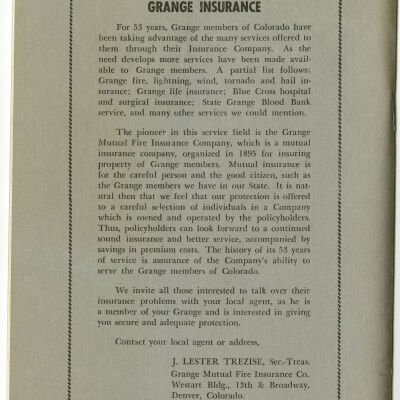 GRANGE INSURANCE
For 53 years, Grange members of Colorado have
been taking advantage of the many services offered to
them through their Insurance Company. As the
need develops more services have been made avail-
able to Grange members. A partial list follows:
Grange fire, lightning, wind, tornado and hail in-
surance; Grange life insurance; Blue Cross hospital
and surgical insurance; State Grange Blood Bank
service, and many other services we could mention.
The pioneer in this service field is the Grange
Mutual Fire Insurance Company, which is a mutual
insurance company, organized in 1895 for insuring
property of Grange members. Mutual insurance is
for the careful person and the good citizen, such as
the Grange members we have in our State. It is nat-
ural then that we feel that our protection is offered
to a careful selection of individuals in a Company
which is owned and operated by the policyholders.
Thus, policyholders can look forward to a continued
sound insurance and better service, accompanied by
savings in premium costs. The history of its 53 years
of service is assurance of the Company's ability to
serve the Grange members of Colorado.
We invite all those interested to talk over their
insurance problems with your local agent, as he is
a member of your Grange and is interested in giving
you secure and adequate protection.
Contact your local agent or address,
J. LESTER TREZISE, Sec.-Treas.
Grange Mutual Fire Insurance Co.
Westart Bldg., 15th & Broadway,
Denver, Colorado.